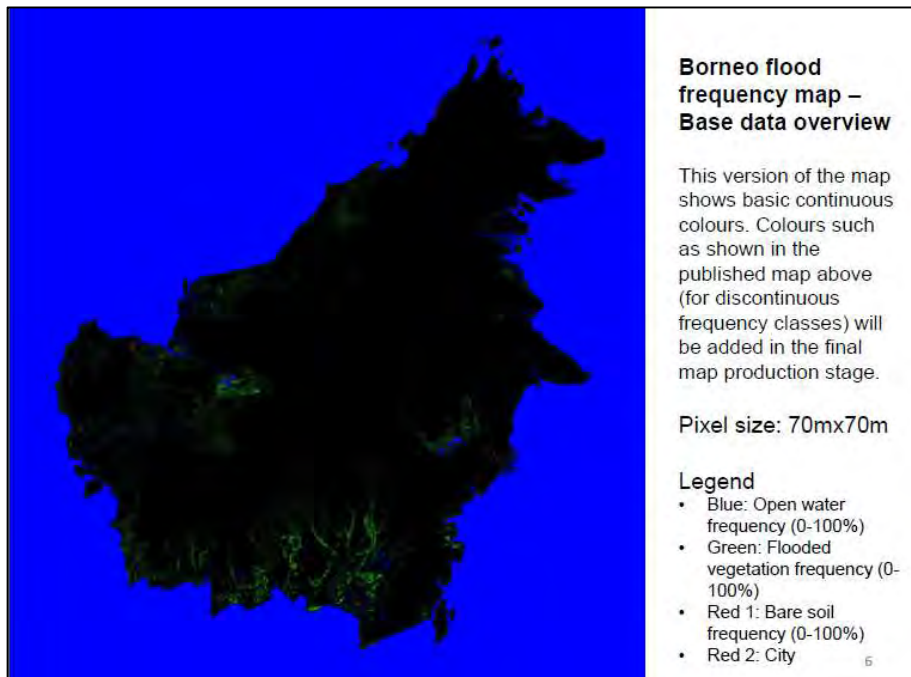 Borneo flood
frequency map –
Base data overview
This version of the map
shows basic continuous
colours. Colours such
as shown in the
published map above
(for discontinuous
frequency classes) will
be added in the final
map production stage.
Pixel size: 70mx70m
Legend
• Blue: Open water
frequency (0-100%)
• Green: Flooded
vegetation frequency (0-
100%)
• Red 1: Bare soil
frequency (0-100%)
• Red 2: City
6